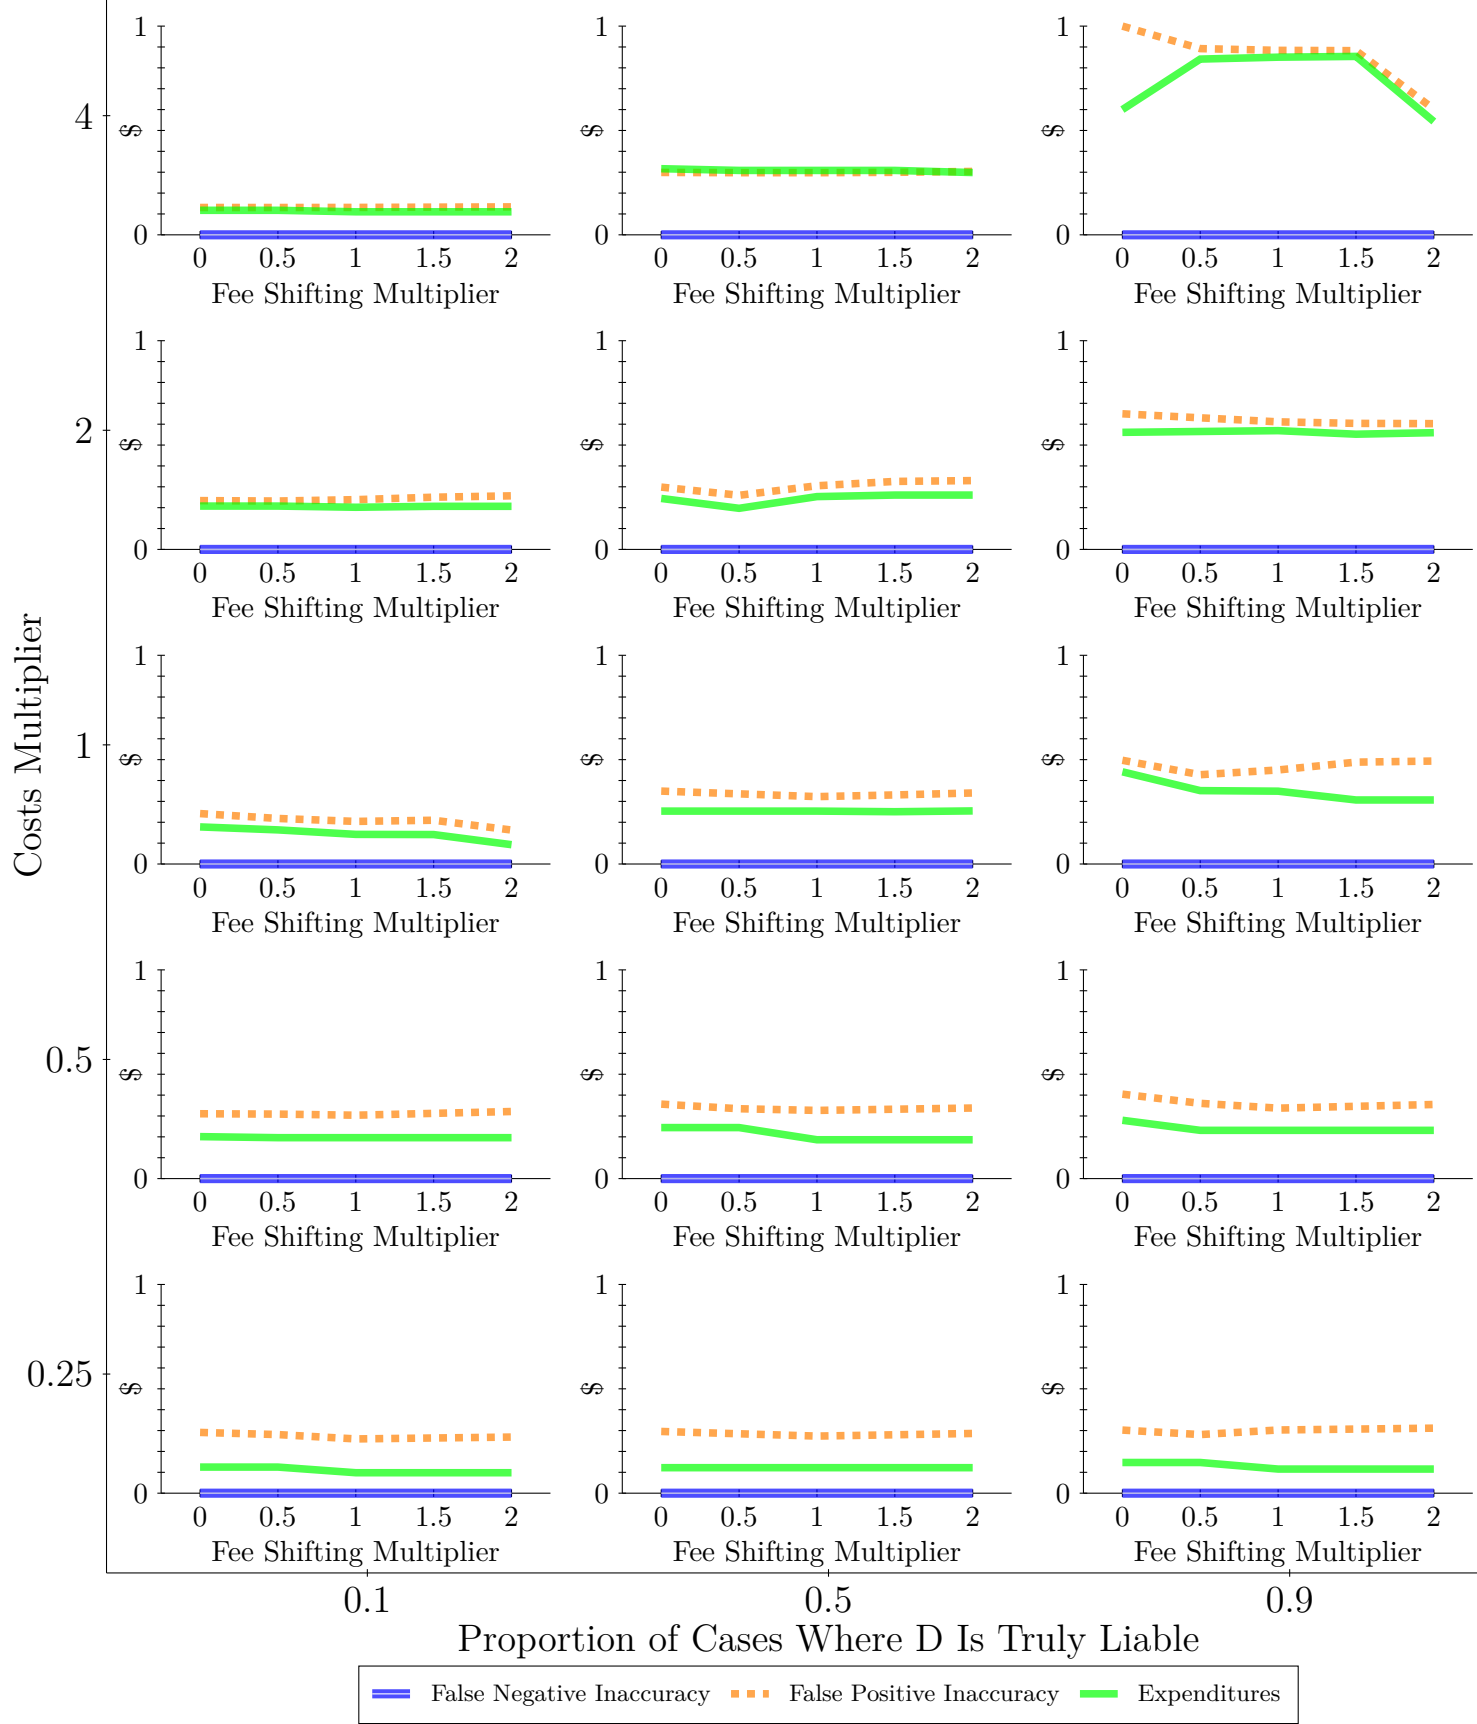 1
1
1
4
$
$
$
0
0
0
0 0.5 1 1.5 2
0 0.5 1 1.5 2
0 0.5 1 1.5 2
Fee Shifting Multiplier
Fee Shifting Multiplier
Fee Shifting Multiplier
1
1
1
2
$
$
$
0
0
0
0 0.5 1 1.5 2
0 0.5 1 1.5 2
0 0.5 1 1.5 2
Fee Shifting Multiplier
Fee Shifting Multiplier
Fee Shifting Multiplier
Costs Multiplier
1
1
1
1
$
$
$
0
0
0
0 0.5 1 1.5 2
0 0.5 1 1.5 2
0 0.5 1 1.5 2
Fee Shifting Multiplier
Fee Shifting Multiplier
Fee Shifting Multiplier
1
1
1
0.5
$
$
$
0
0
0
0 0.5 1 1.5 2
0 0.5 1 1.5 2
0 0.5 1 1.5 2
Fee Shifting Multiplier
Fee Shifting Multiplier
Fee Shifting Multiplier
1
1
1
0.25
$
$
$
0
0
0
0 0.5 1 1.5 2
0 0.5 1 1.5 2
0 0.5 1 1.5 2
Fee Shifting Multiplier
Fee Shifting Multiplier
Fee Shifting Multiplier
0.1
0.5
0.9
Proportion of Cases Where D Is Truly Liable
False Negative Inaccuracy
False Positive Inaccuracy
Expenditures